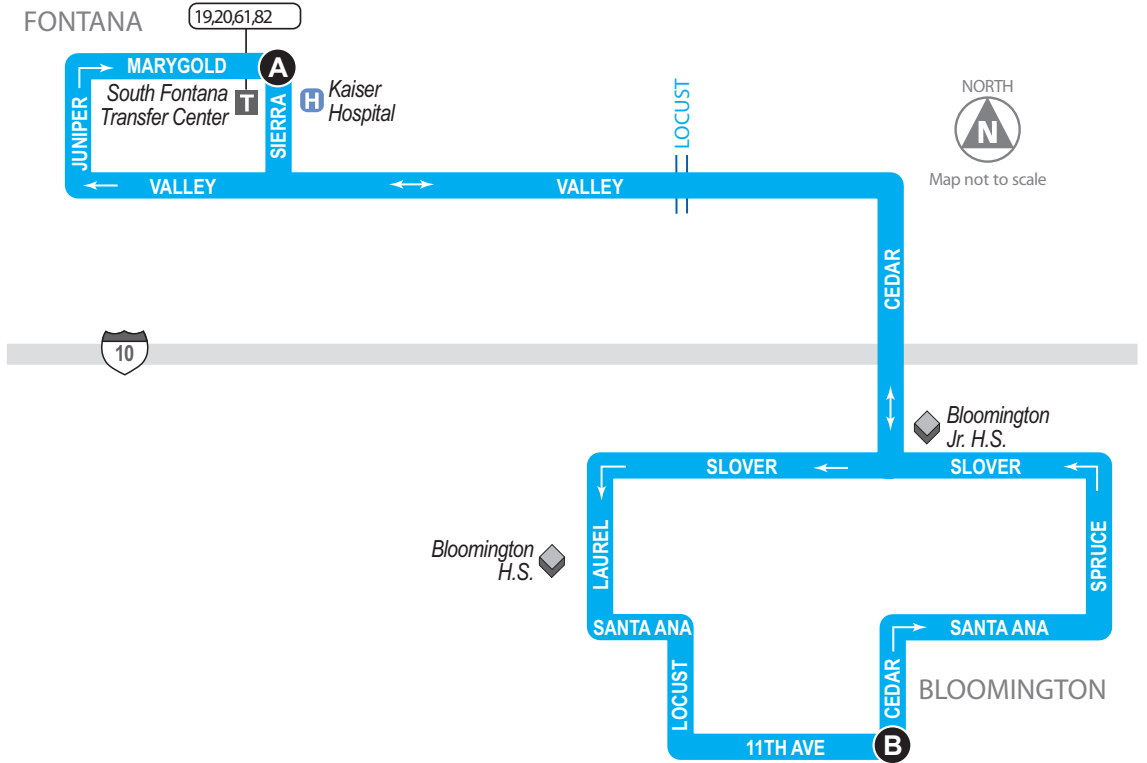 FONTANA
19,20,61,82
MARYGOLD
A
South Fontana
Transfer Center
T
H
Kaiser
Hospital
JUNIPER
SIERRA
LOCUST
NORTH
N
Map not to scale
VALLEY
VALLEY
CEDAR
10
Bloomington
Jr. H.S.
SLOVER
SLOVER
Bloomington
H.S.
LAUREL
SPRUCE
SANTA ANA
SANTA ANA
LOCUST
CEDAR
BLOOMINGTON
11TH AVE
B